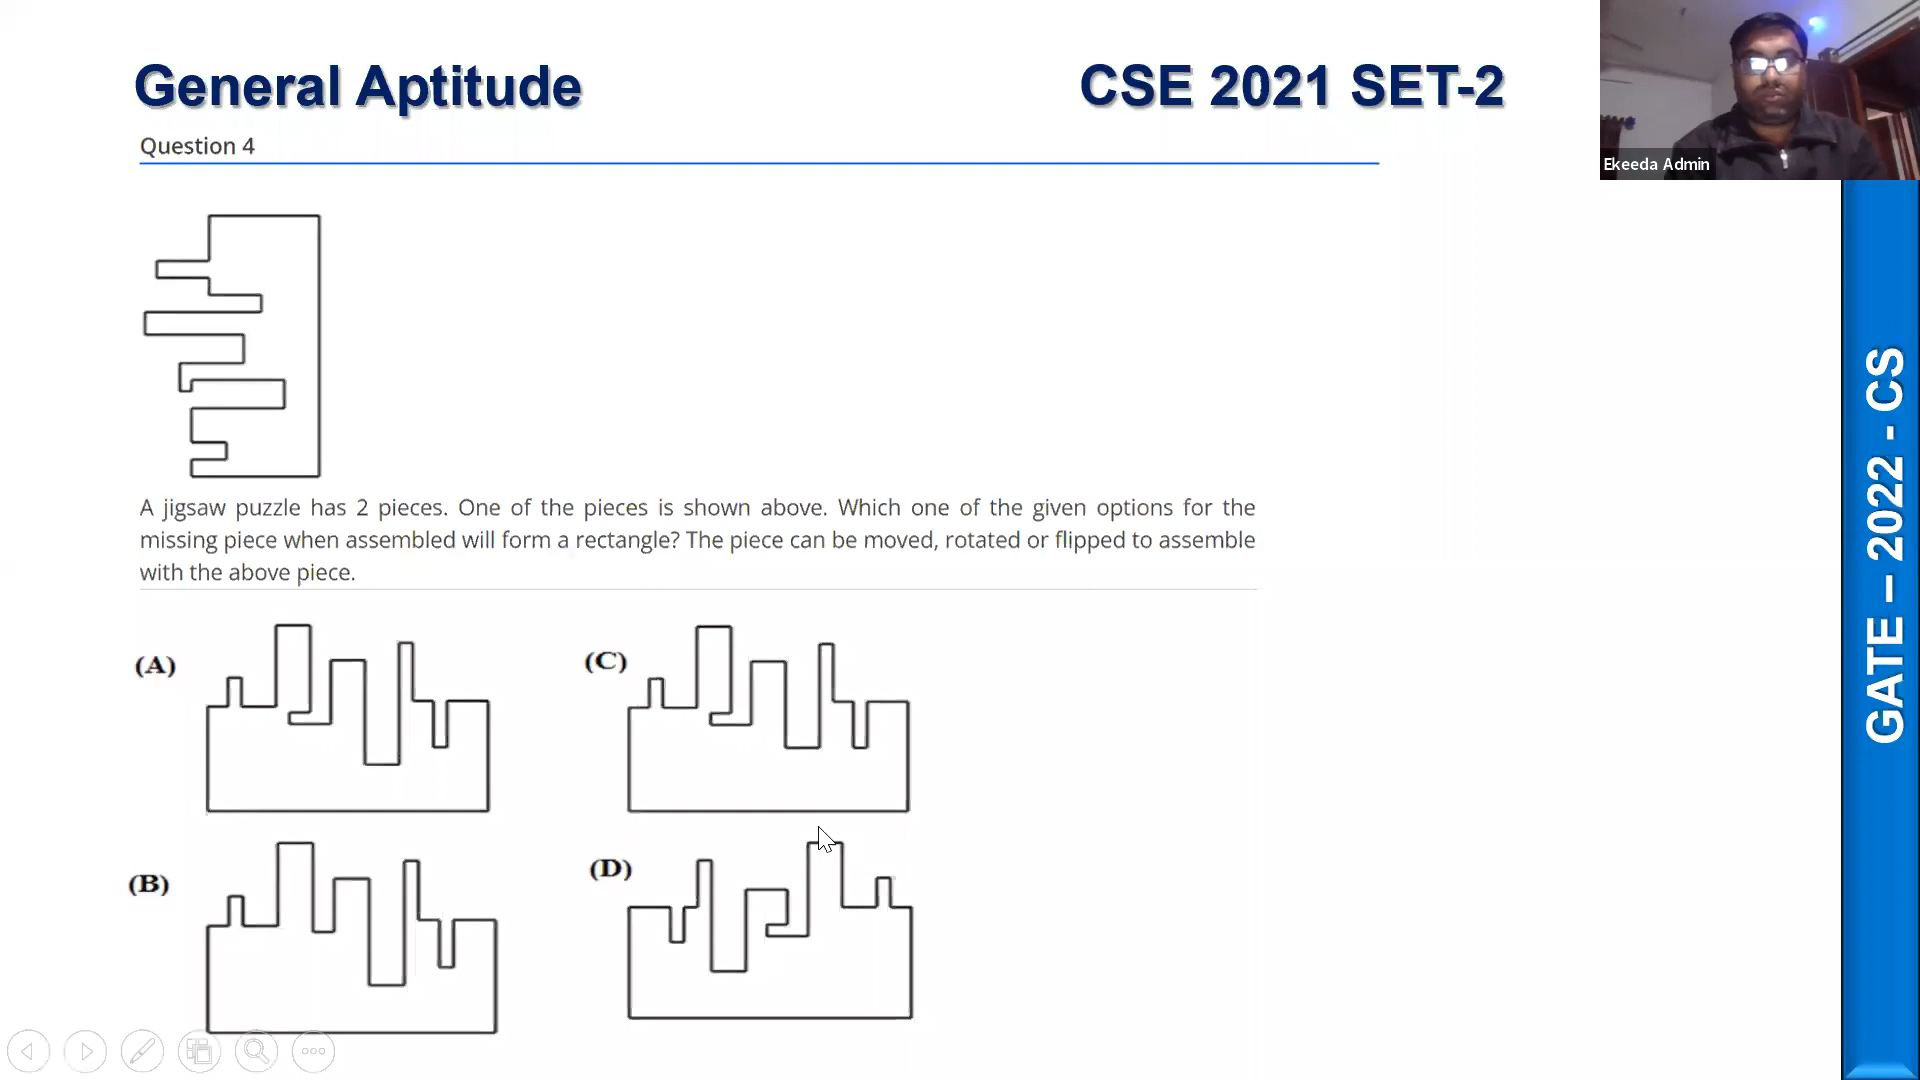 General Aptitude
CSE 2021 SET-2
Ekeeda Admin
Question 4
A jigsaw puzzle has 2 pieces. One of the pieces is shown above. Which one of the given options for the
missing piece when assembled will form a rectangle? The piece can be moved, rotated or flipped to assemble
with the above piece.
(A)
(C)
(B)
(D)
GATE – 2022 - CS